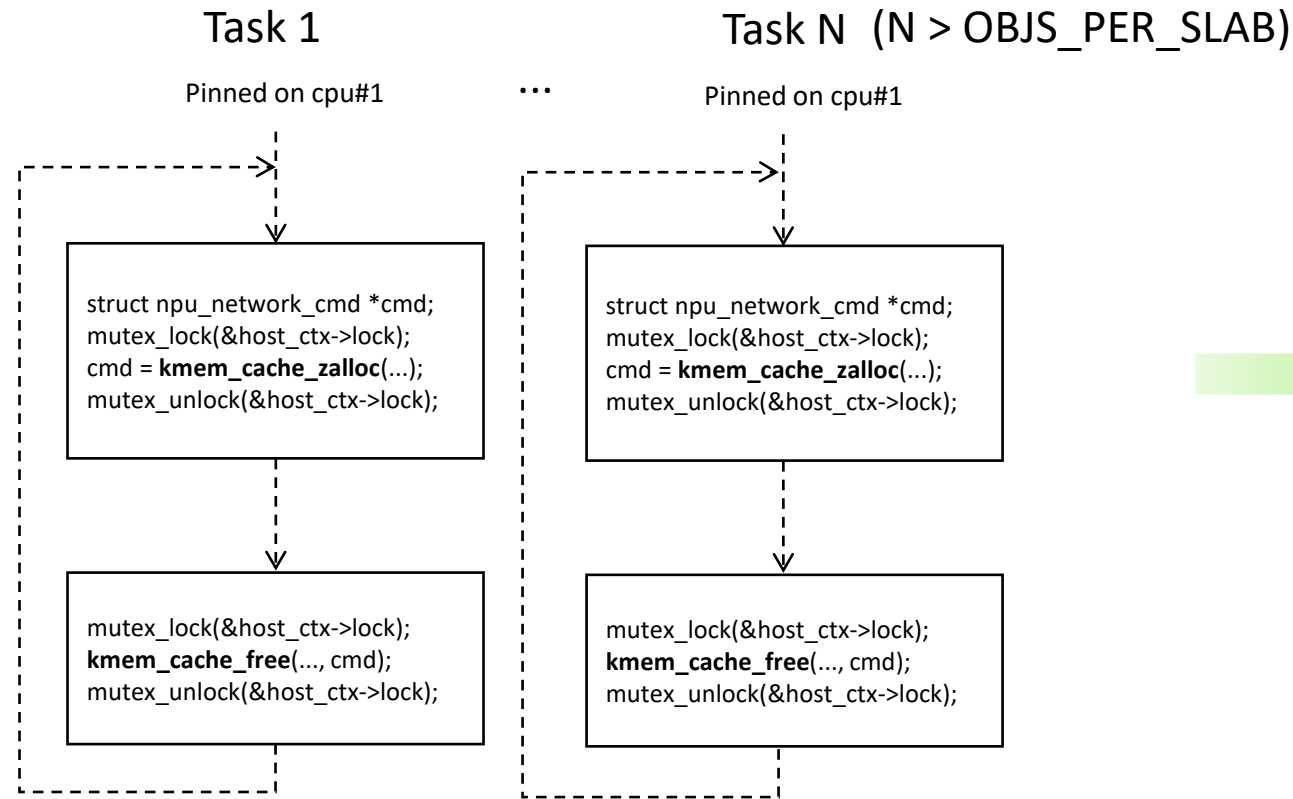 Task 1
Task N (N > OBJS_PER_SLAB)
Pinned on cpu#1
...
Pinned on cpu#1
struct npu_network_cmd *cmd;
mutex_lock(&host_ctx->lock);
cmd = kmem_cache_zalloc(...);
mutex_unlock(&host_ctx->lock);
struct npu_network_cmd *cmd;
mutex_lock(&host_ctx->lock);
cmd = kmem_cache_zalloc(...);
mutex_unlock(&host_ctx->lock);
mutex_lock(&host_ctx->lock);
kmem_cache_free(..., cmd);
mutex_unlock(&host_ctx->lock);
mutex_lock(&host_ctx->lock);
kmem_cache_free(..., cmd);
mutex_unlock(&host_ctx->lock);